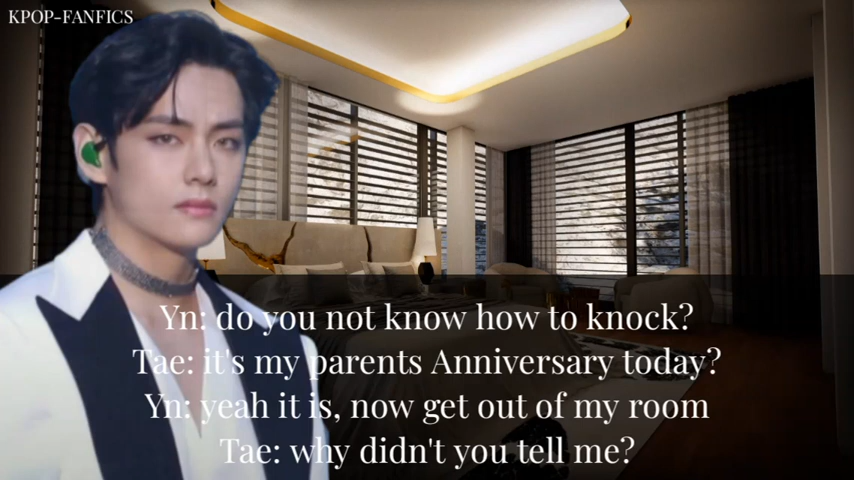 KPOP-FANFICS
Yn: do you not know how to knock?
Tae: it's my parents Anniversary today?
Yn: yeah it is, now get out of my room
Tae: why didn't you tell me?